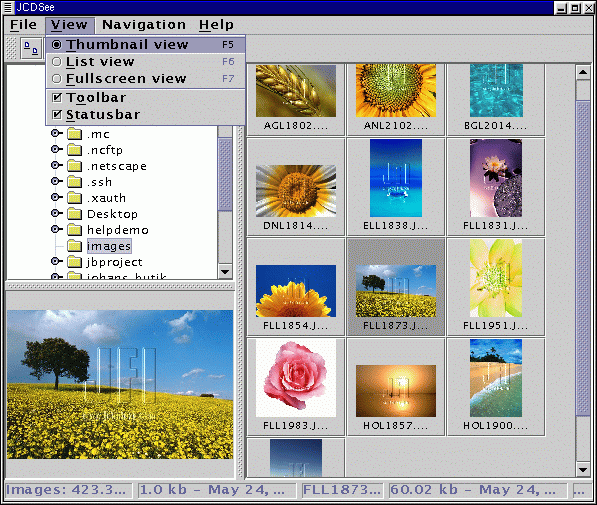 JCDSee
File View Navigation Help
Thumbnail view F5
List view F6
Fullscreen view F7
Toolbar
Statusbar
.mc
.ncftp
.netscape
.ssh
.xauth
Desktop
helpdemo
images
jbproject
johans_butik
AGL1802.... ANL2102.... BGL2014....
DNL1814.... ELL1838.J... FLL1831.J...
FLL1854.J... FLL1873.J... FLL1951.J...
FLL1983.J... HOL1857.... HOL1900....
Images: 423.3... 1.0 kb - May 24, ... FLL1873... 60.02 kb - May 24, ... ...